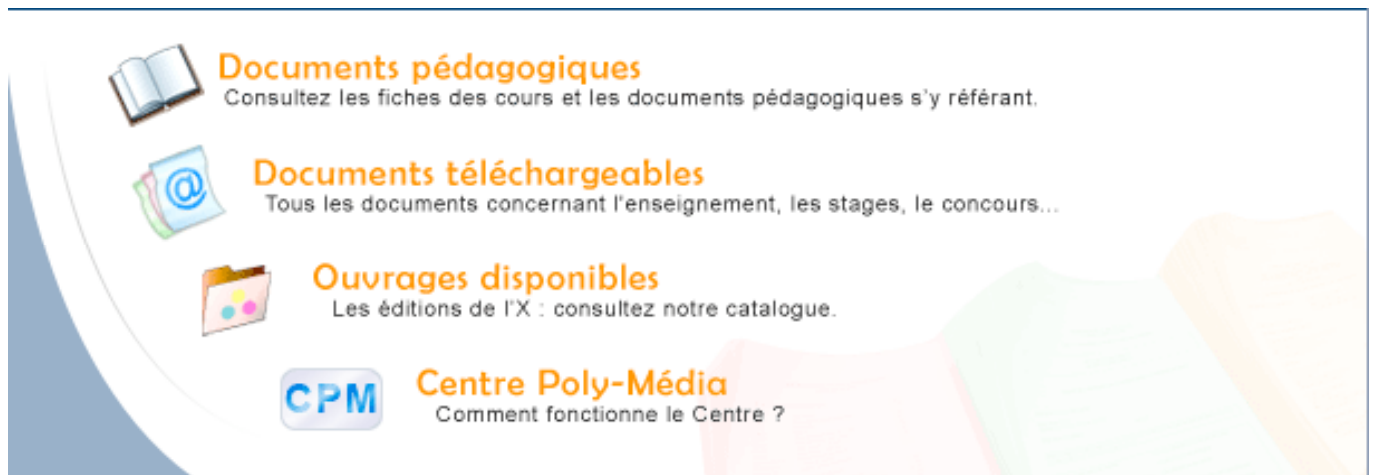 Documents pédagogiques
Consultez les fiches des cours et les documents pédagogiques s'y référant.
@
Documents téléchargeables
Tous les documents concernant l'enseignement, les stages, le concours...
Ouvrages disponibles
Les éditions de l'X : consultez notre catalogue.
CPM
Centre Poly-Média
Comment fonctionne le Centre ?